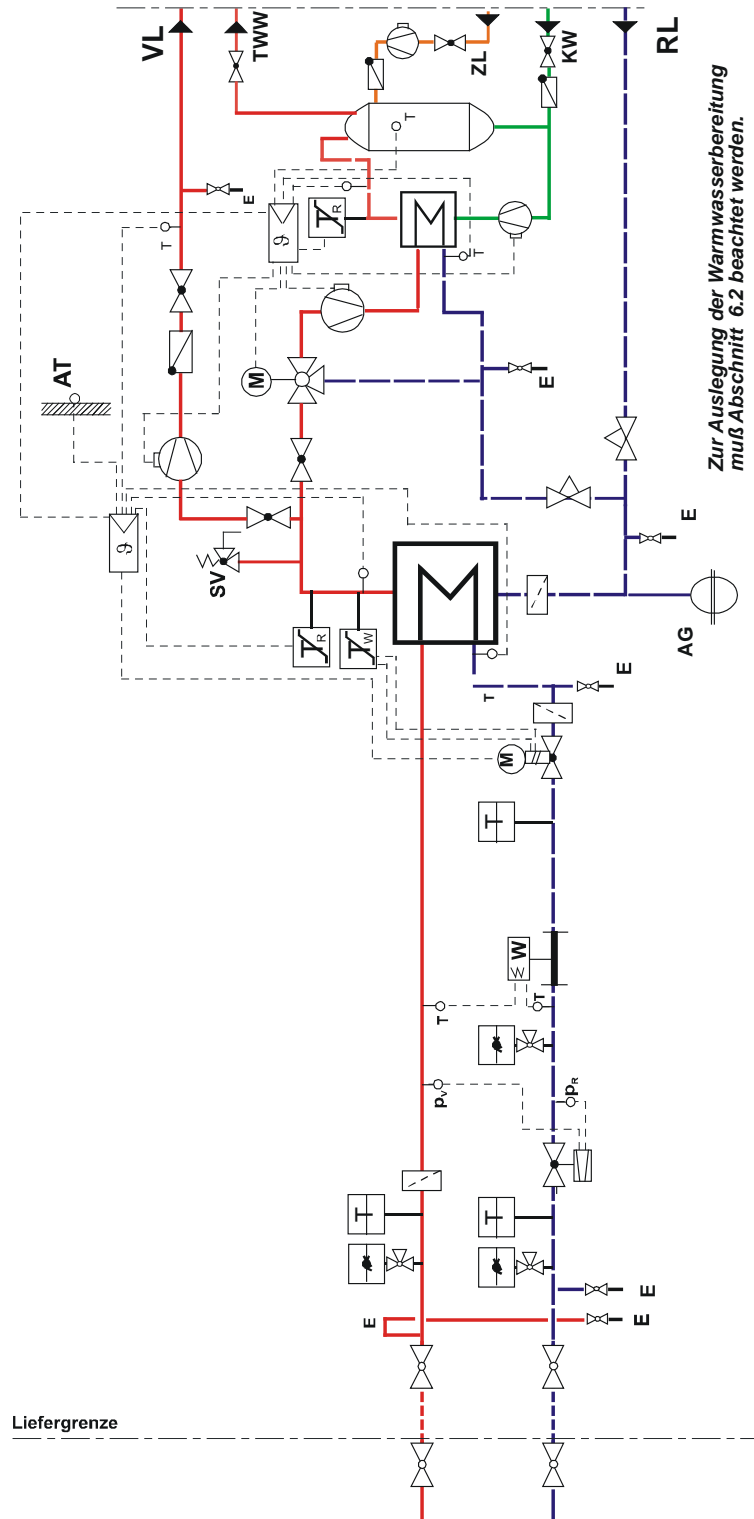 VL
TWW
ZL
KW
RL
T
E
T
R
ϑ
M
T
AT
T
M
M
E
Zur Auslegung der Warmwasserbereitung
muß Abschnitt 6.2 beachtet werden.
ϑ
SV
T
R
T
W
M
E
AG
T
E
M
T
W
T
T
pV
pR
T
T
E
E
E
Liefergrenze